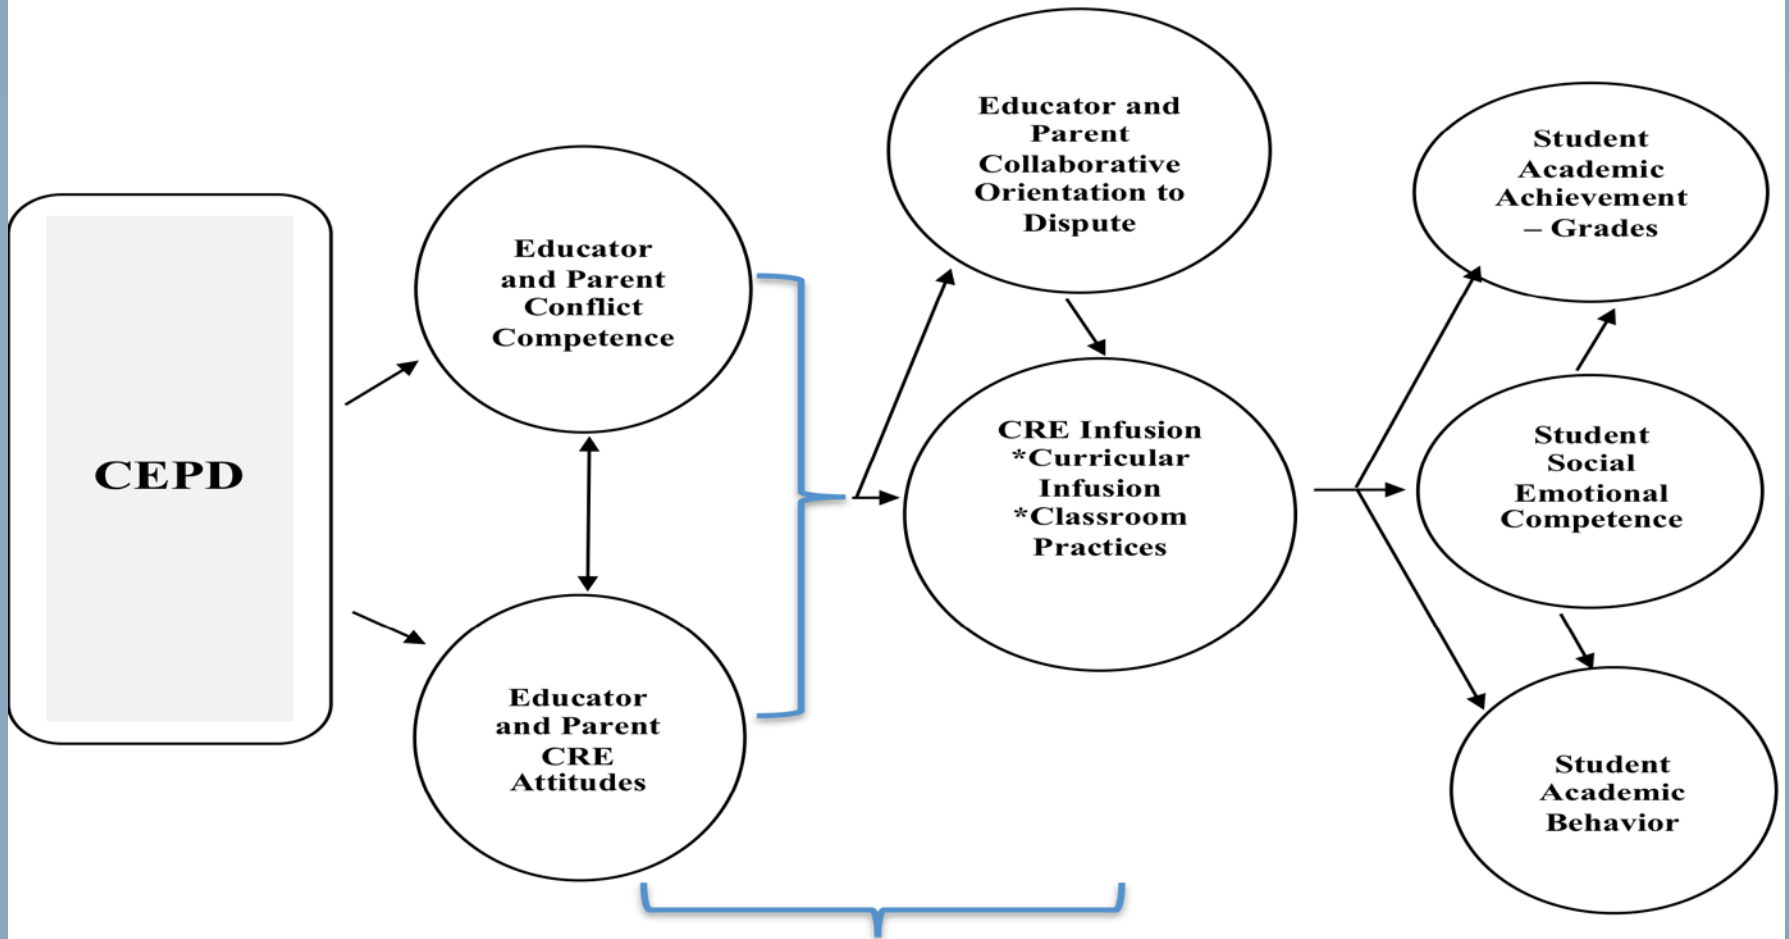 CEPD
Educator
and Parent
Conflict
Competence
Educator
and Parent
CRE
Attitudes
Educator and
Parent
Collaborative
Orientation to
Dispute
CRE Infusion
*Curricular
Infusion
*Classroom
Practices
Student
Academic
Achievement
– Grades
Student
Social
Emotional
Competence
Student
Academic
Behavior